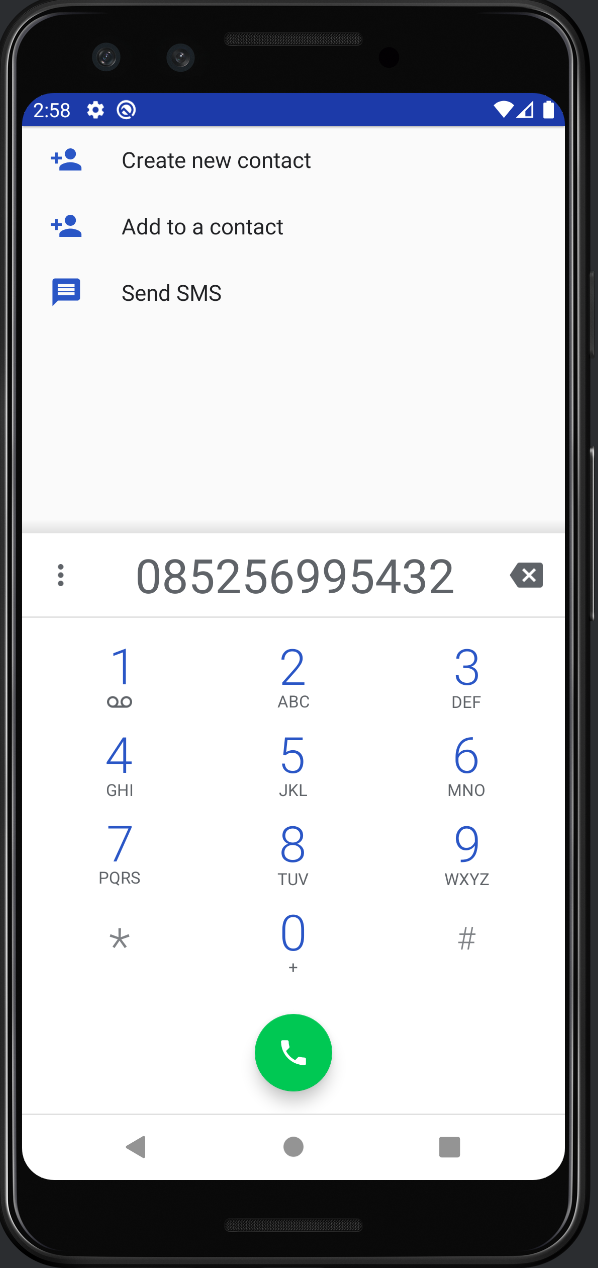 2:58
Create new contact
Add to a contact
Send SMS
085256995432
1 2 3
ABC DEF
4 5 6
GHI JKL MNO
7 8 9
PQRS TUV WXYZ
* 0 #
+